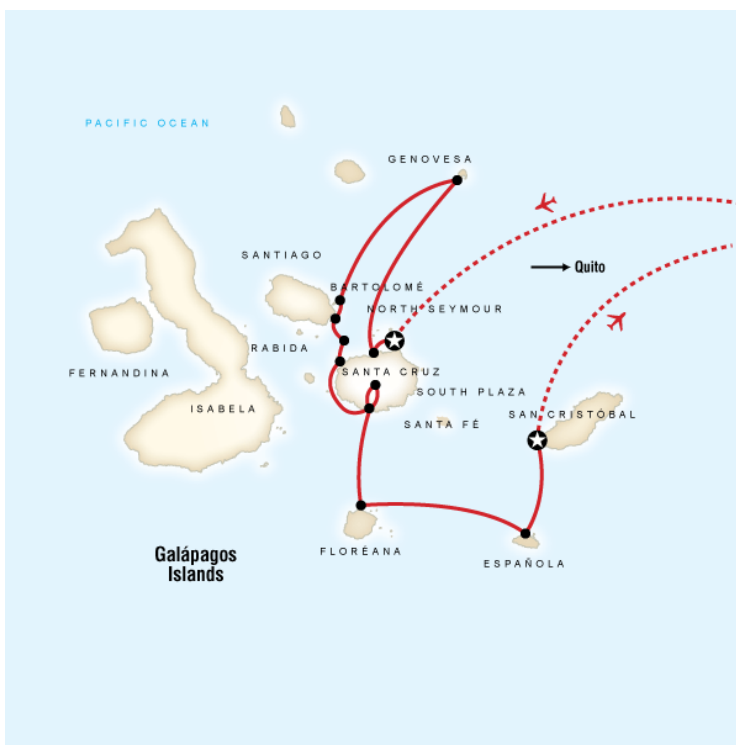 PACIFIC OCEAN
GENOVESA
SANTIAGO
Quito
BARTOLOMÉ
NORTH SEYMOUR
RABIDA
FERNANDINA
SANTA CRUZ
SOUTH PLAZA
ISABELA
SAN CRISTÓBAL
SANTA FÉ
FLORÉANA
Galápagos
Islands
ESPAÑOLA